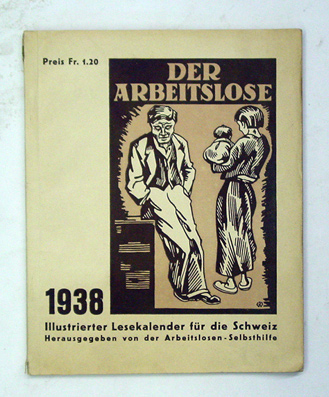 Preis Fr. 1.20
DER
ARBEITSLOSE
1938
Illustrierter Lesekalender für die Schweiz
Herausgegeben von der Arbeitslosen-Selbsthilfe